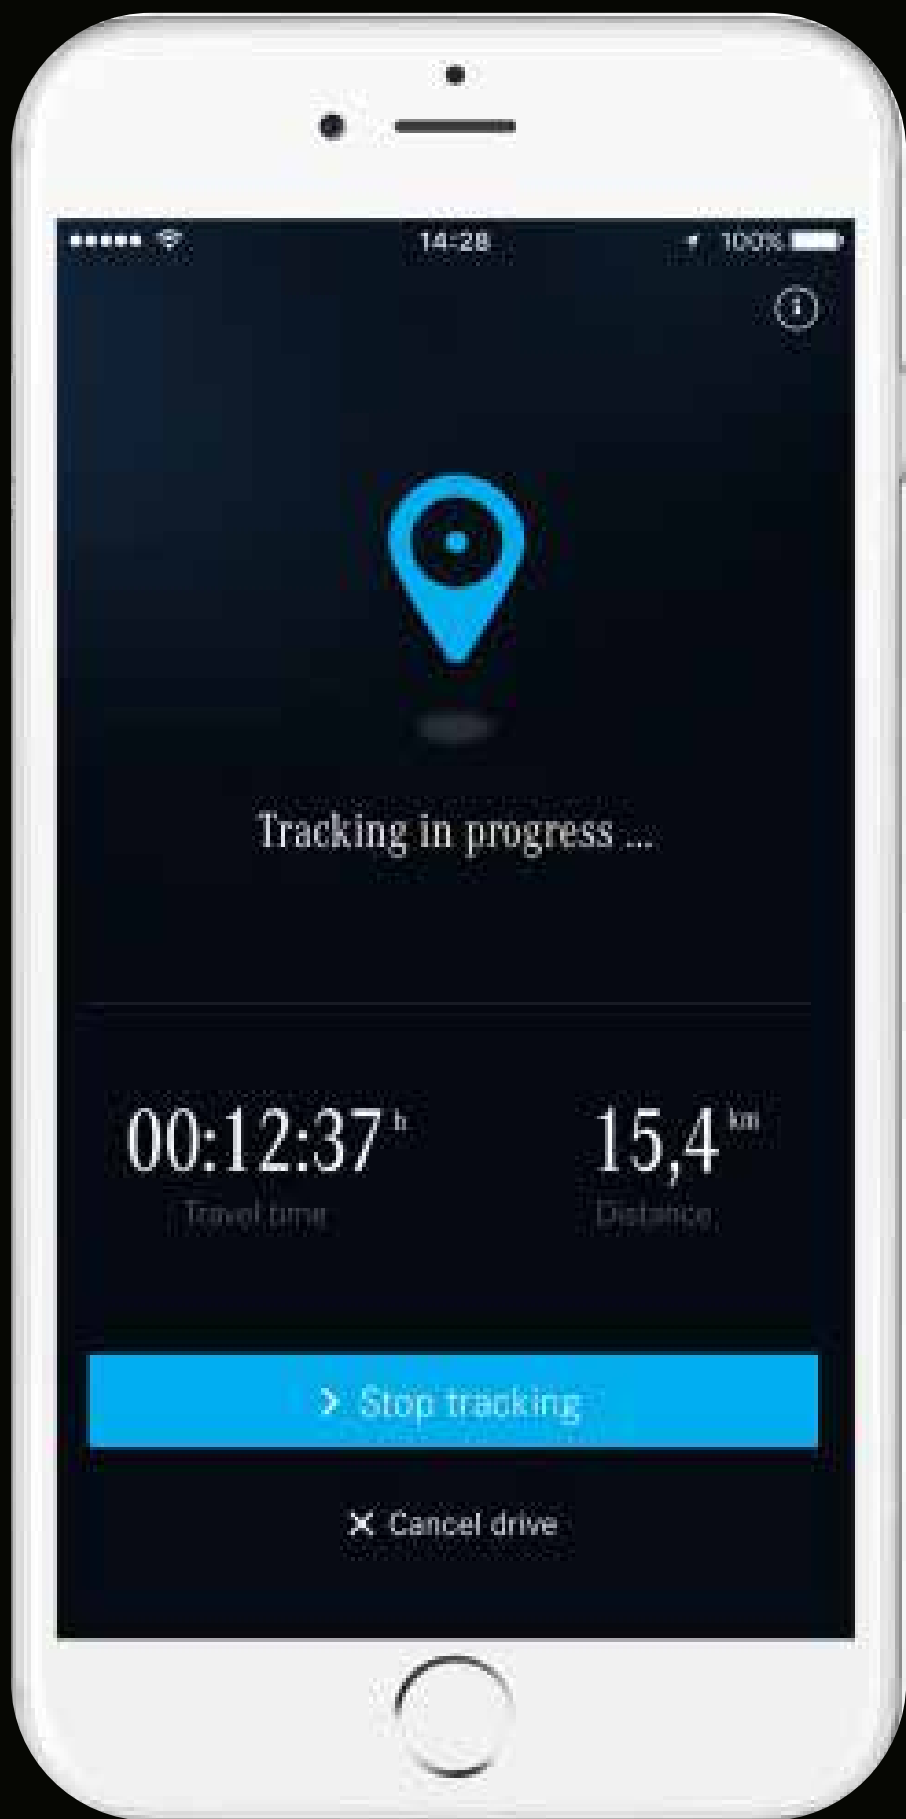 14:28 100%
Tracking in progress ...
00:12:37 h 15,4 km
Travel time Distance
Stop tracking
Cancel drive